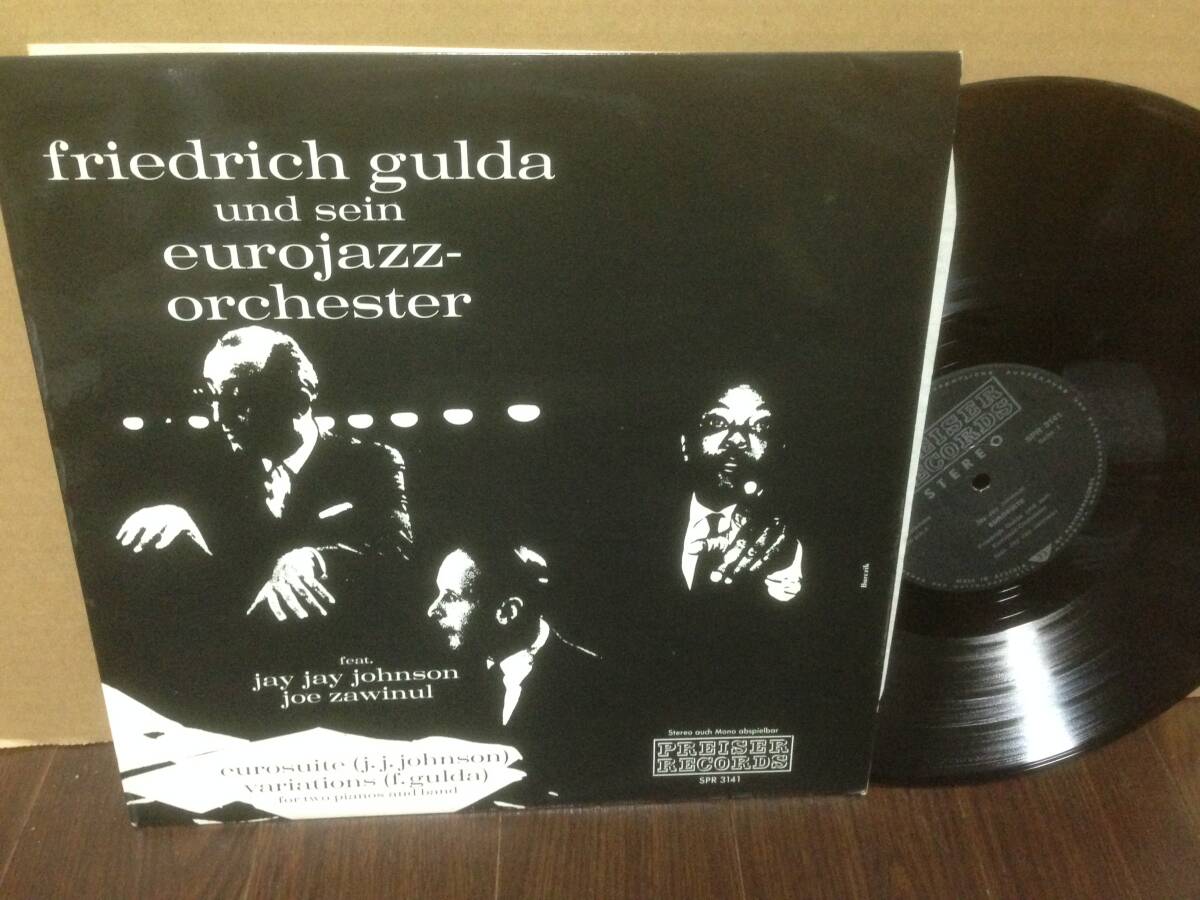 friedrich gulda
und sein
eurojazz-
orchester
feat.
jay jay johnson
joe zawinul
eurosuite (j. j. johnson)
variations (f. gulda)
for two pianos and band
Stereo auch Mono abspielbar
PREISER
RECORDS
SPR 3141
PREISER
RECORDS
STEREO